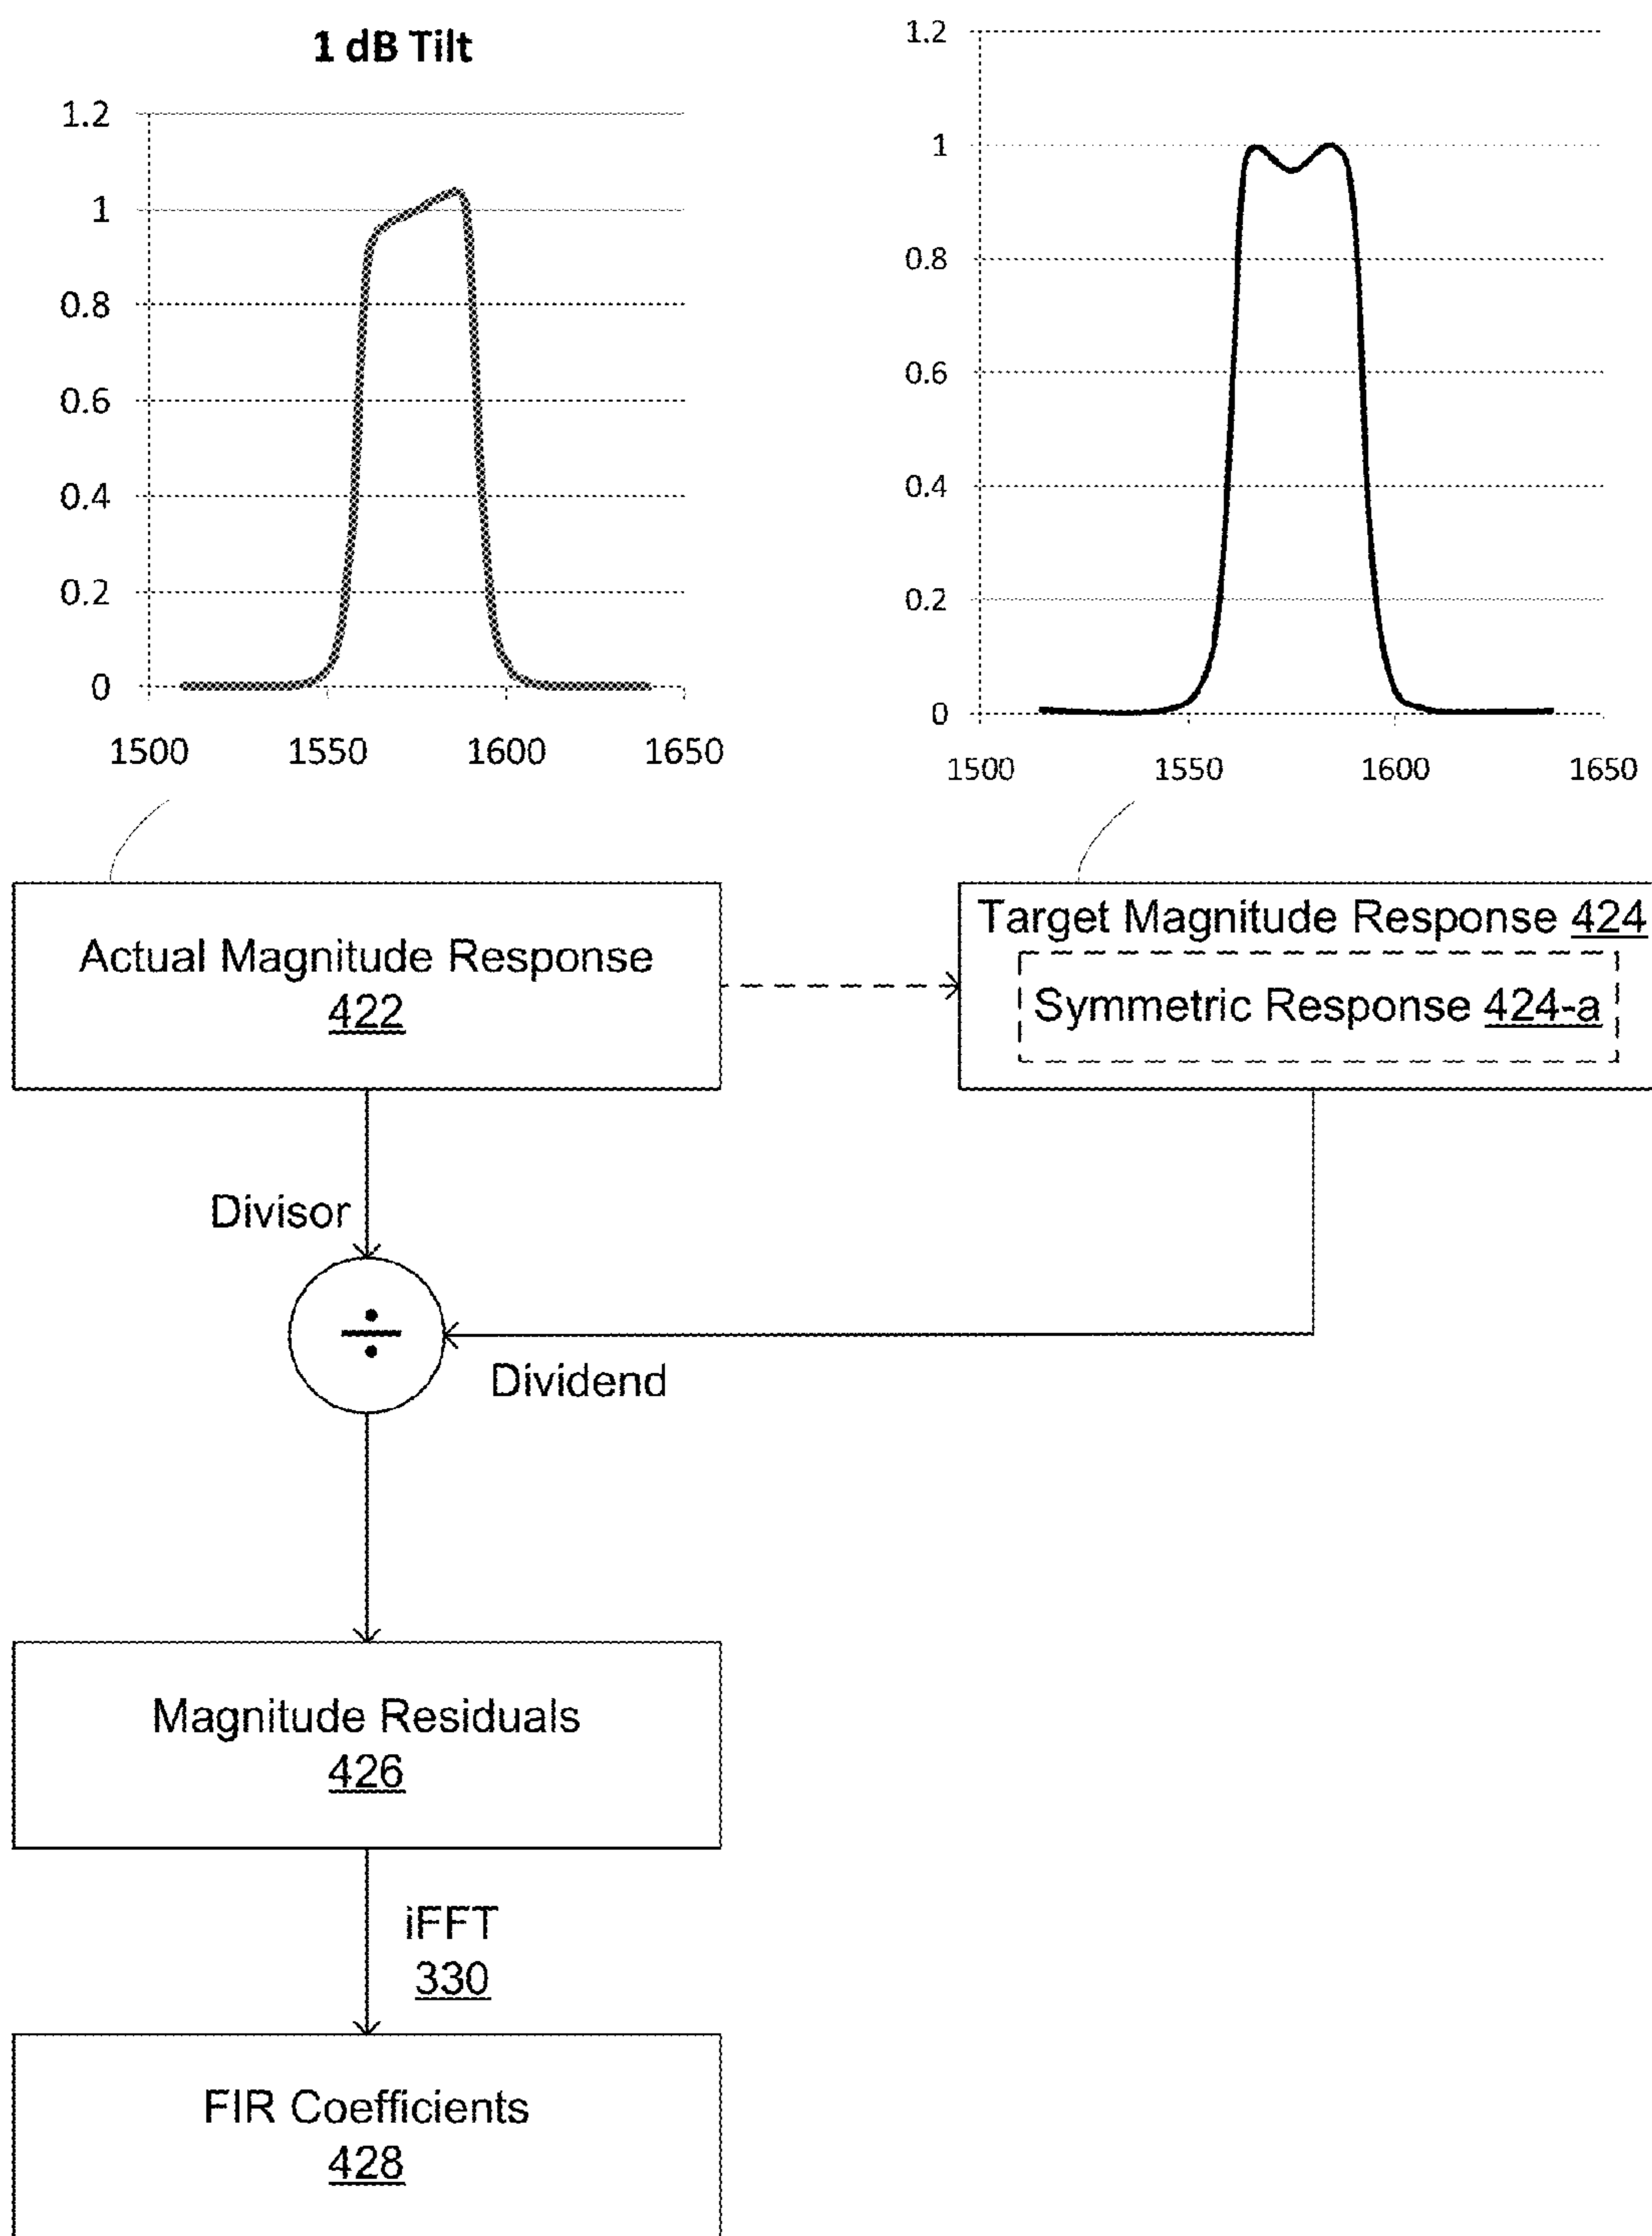 1 dB Tilt
1.2
1
0.8
0.6
0.4
0.2
0
1500 1550 1600 1650
1.2
1
0.8
0.6
0.4
0.2
0
1500 1550 1600 1650
Actual Magnitude Response
422
Target Magnitude Response 424
Symmetric Response 424-a
Divisor
÷
Dividend
Magnitude Residuals
426
iFFT
330
FIR Coefficients
428